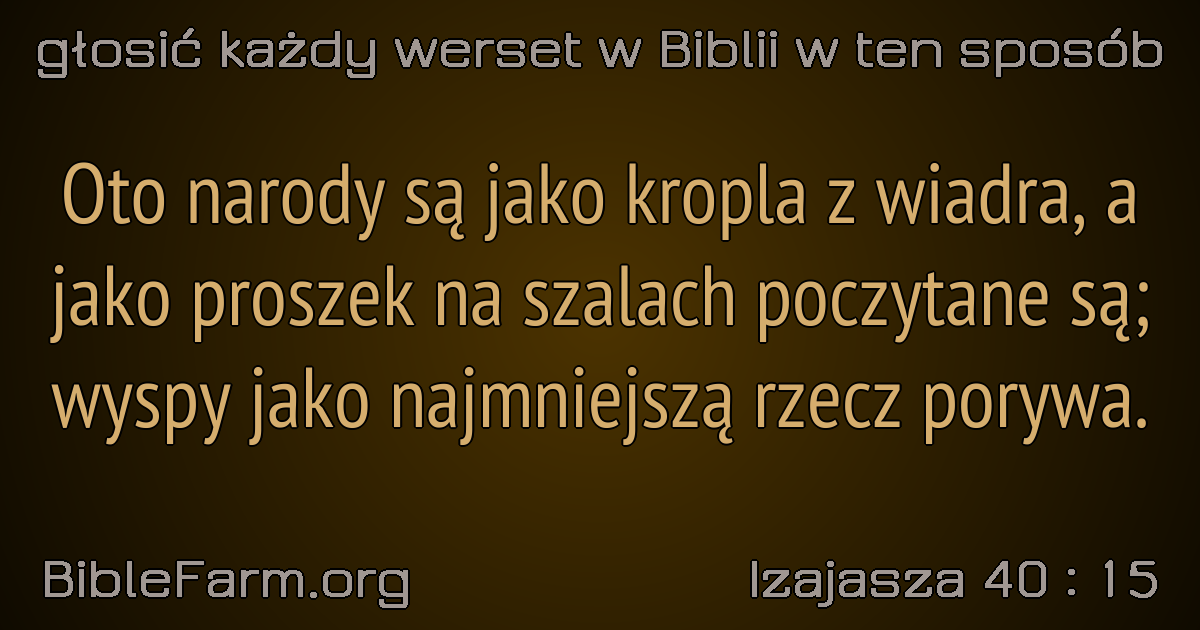 głosić każdy werset w Biblii w ten sposób
Oto narody są jako kropla z wiadra, a
jako proszek na szalach poczytane są;
wyspy jako najmniejszą rzecz porywa.
BibleFarm.org
Izajasza 40 : 15